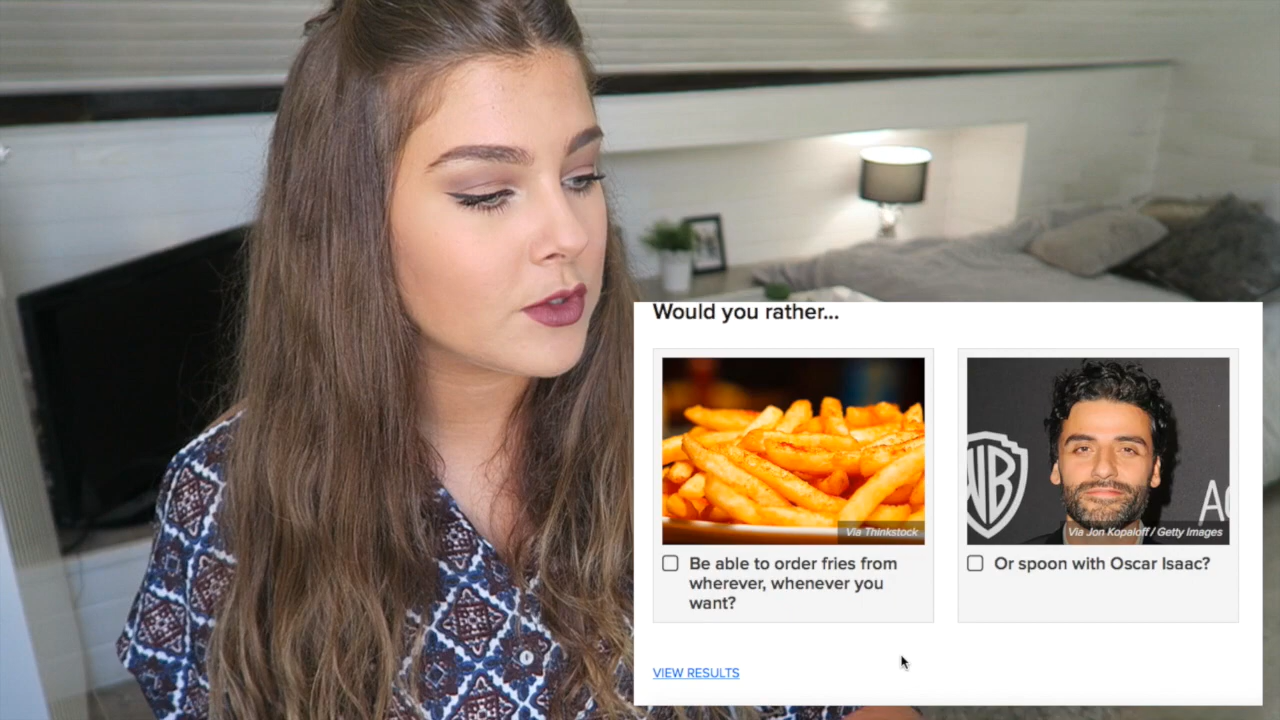 Would you rather...
Via Thinkstock
WB
A
Via Jon Kopaloff / Getty Images
Be able to order fries from
wherever, whenever you
want?
Or spoon with Oscar Isaac?
VIEW RESULTS